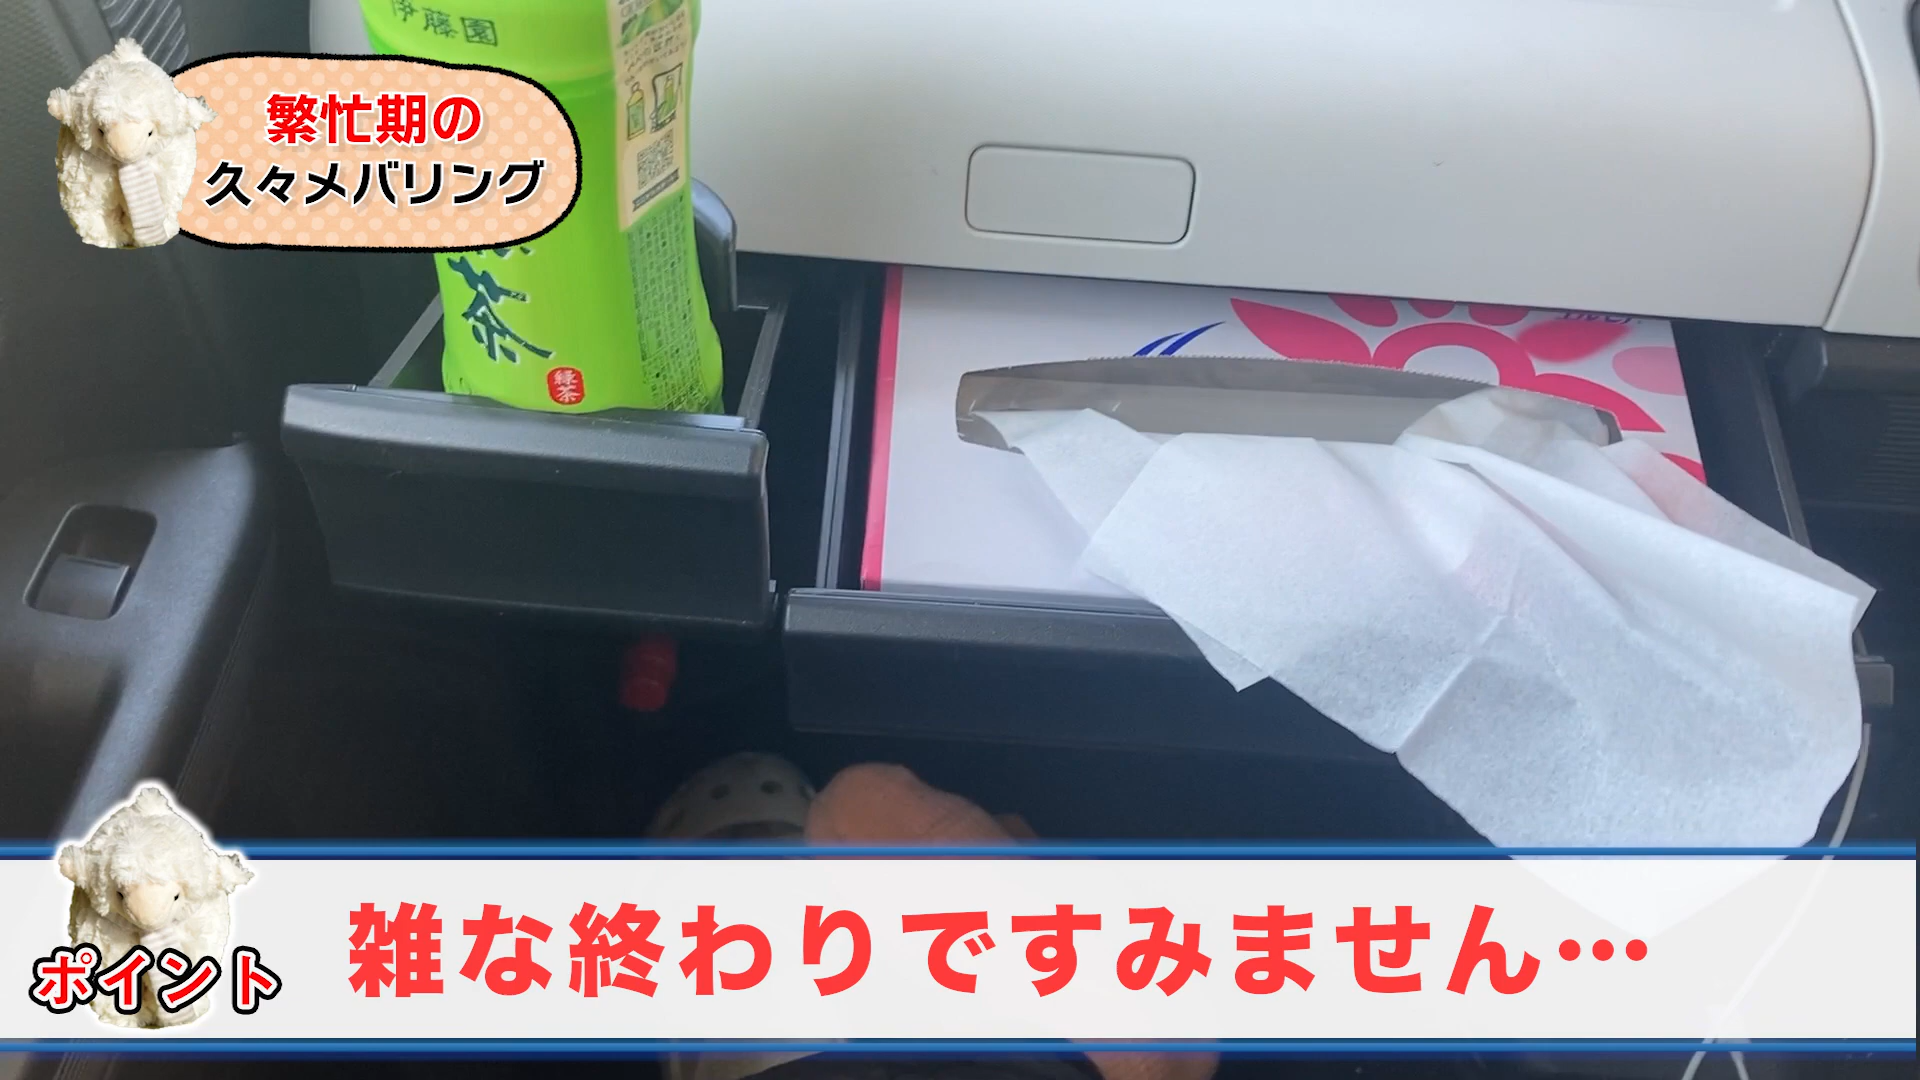 伊藤園
繁忙期の
久々メバリング
茶
緑茶
ポイント
雑な終わりですみません…